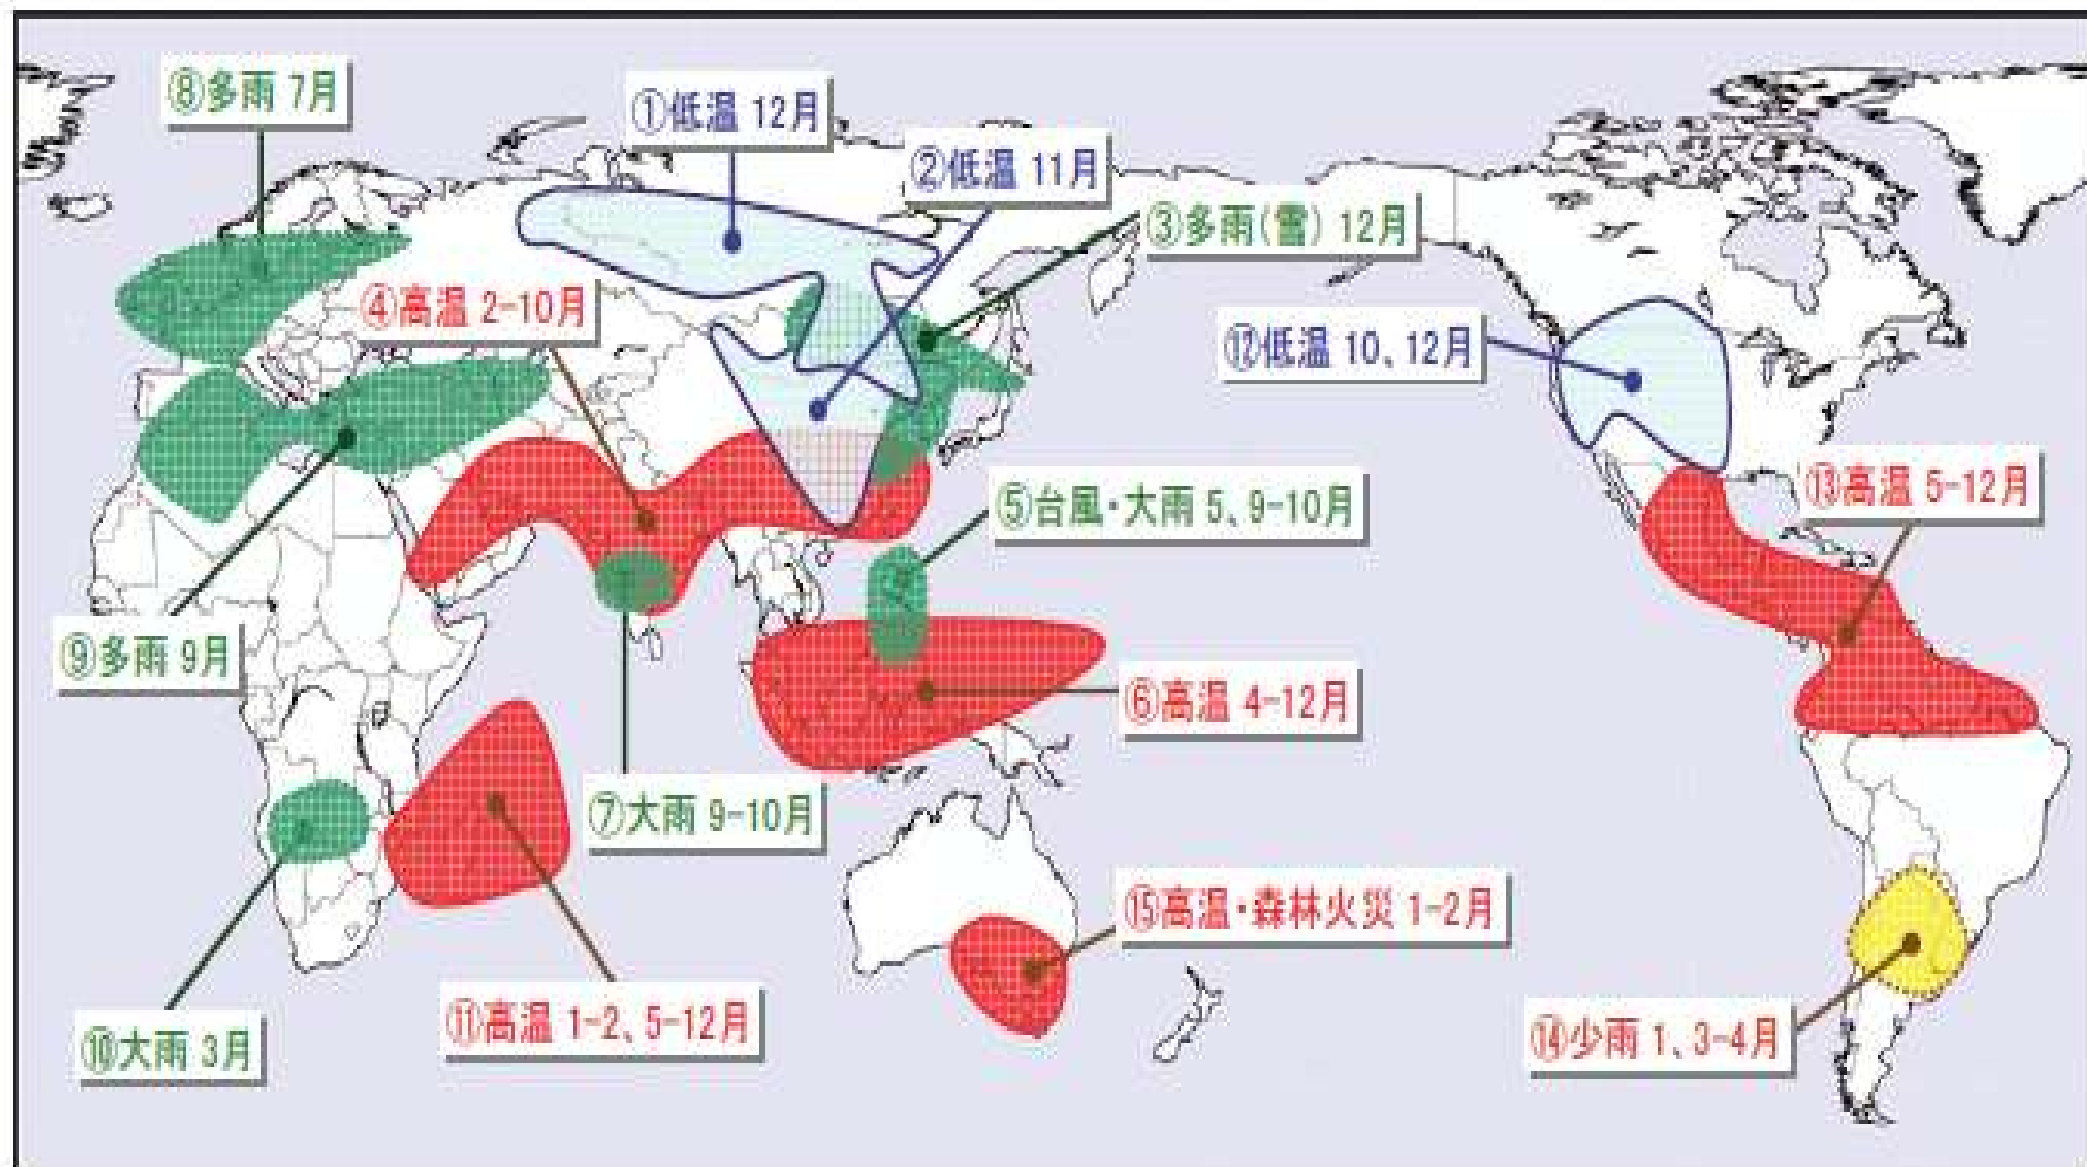 ⑧多雨 7月
①低温 12月
②低温 11月
③多雨(雪) 12月
④高温 2-10月
⑫低温 10、12月
⑬高温 5-12月
⑤台風・大雨 5、9-10月
⑨多雨 9月
⑥高温 4-12月
⑦大雨 9-10月
⑮高温・森林火災 1-2月
⑪高温 1-2、5-12月
⑭少雨 1、3-4月
⑩大雨 3月